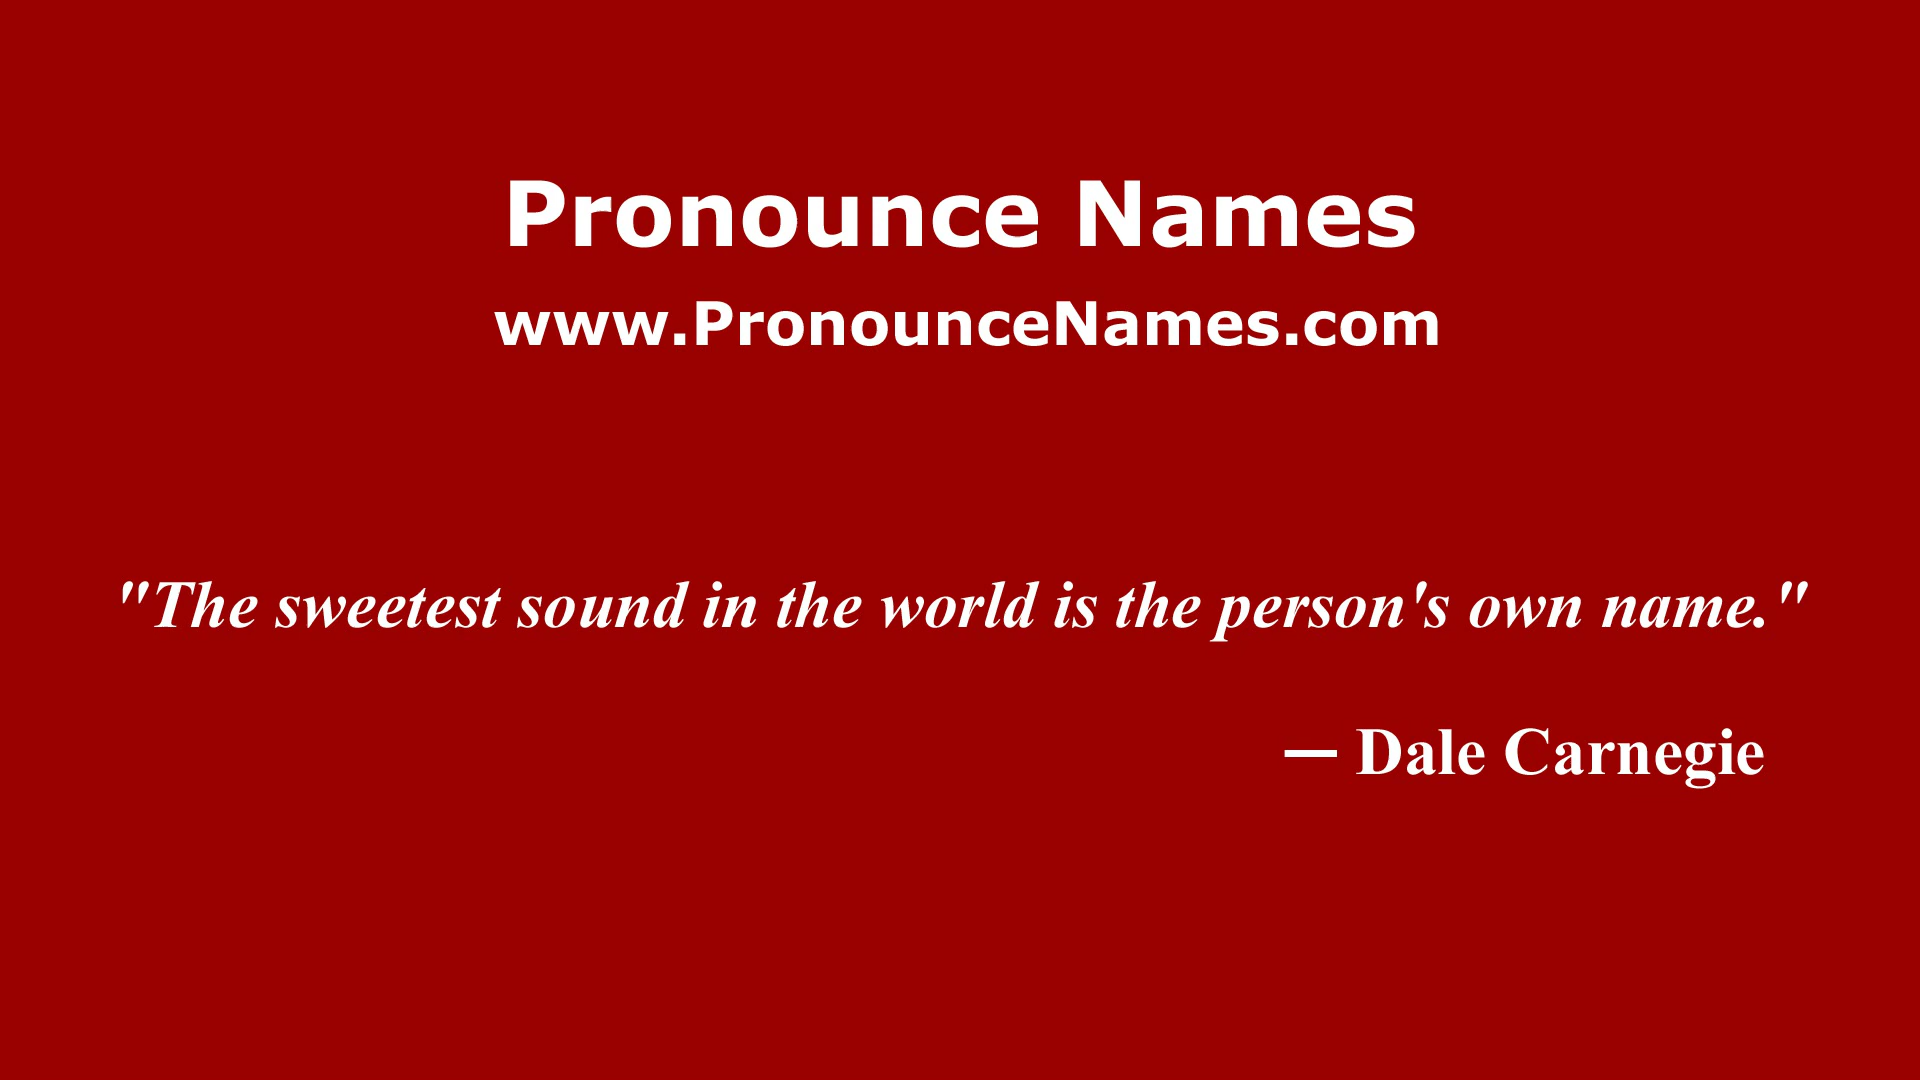 Pronounce Names
www.PronounceNames.com
"The sweetest sound in the world is the person's own name."
— Dale Carnegie